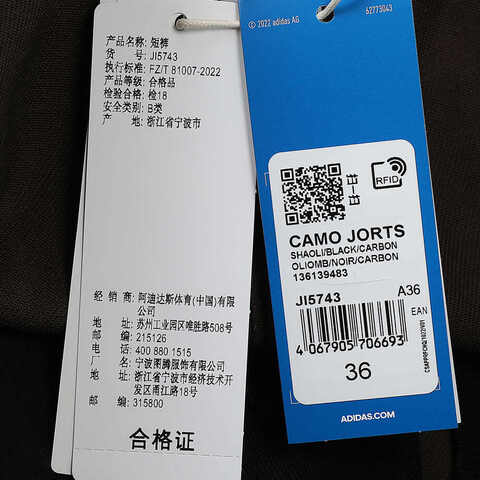 产品名称: 短裤
货 号: JI5743
执行标准: FZ/T 81007-2022
产品等级: 合格品
检验合格: 检18
安全类别: B类
产 地: 浙江省宁波市
经 销 商: 阿迪达斯体育(中国)有限
公司
地 址: 苏州工业园区唯胜路508号
邮 编: 215126
电 话: 400 880 1515
厂 名: 宁波图腾服饰有限公司
厂 址: 浙江省宁波市经济技术开
发区甬江路18号
邮 编: 315800
合格证
© 2022 adidas AG
62773043
RFID
CAMO JORTS
SHAOLI/BLACK/CARBON
OLIOMB/NOIR/CARBON
136139483
JI5743
A36
EAN
4 067905 706693
36
ADIDAS.COM